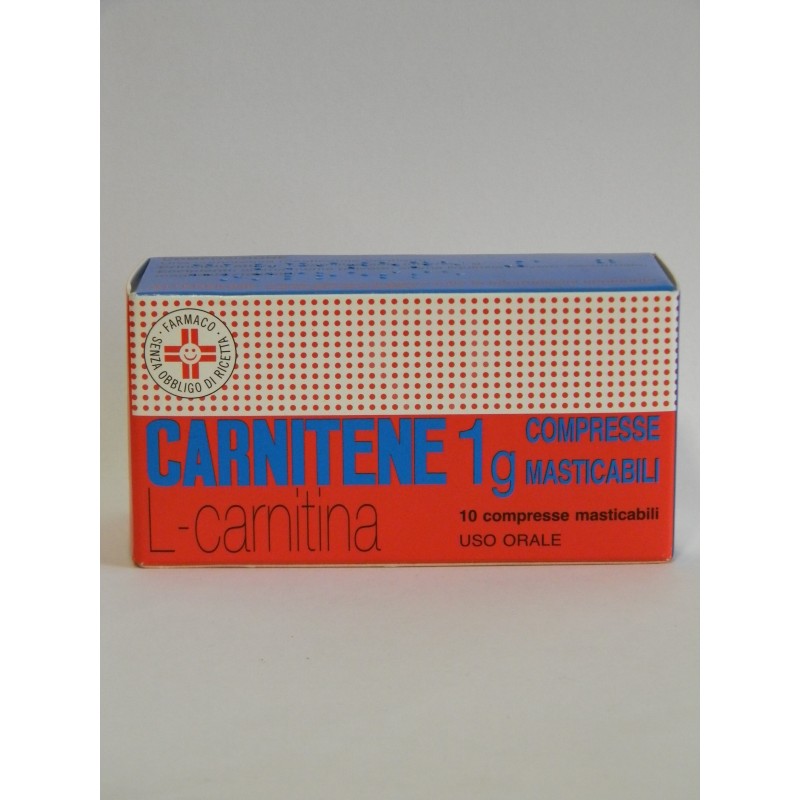 FARMACO
SENZA OBBLIGO DI RICETTA
CARNITENE 1g COMPRESSE
MASTICABILI
L-carnitina
10 compresse masticabili
USO ORALE